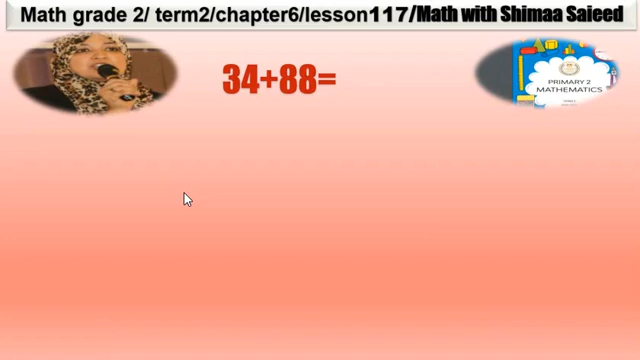 Math grade 2/ term2/chapter6/lesson117/Math with Shimaa Saieed
34+88=
PRIMARY 2
MATHEMATICS